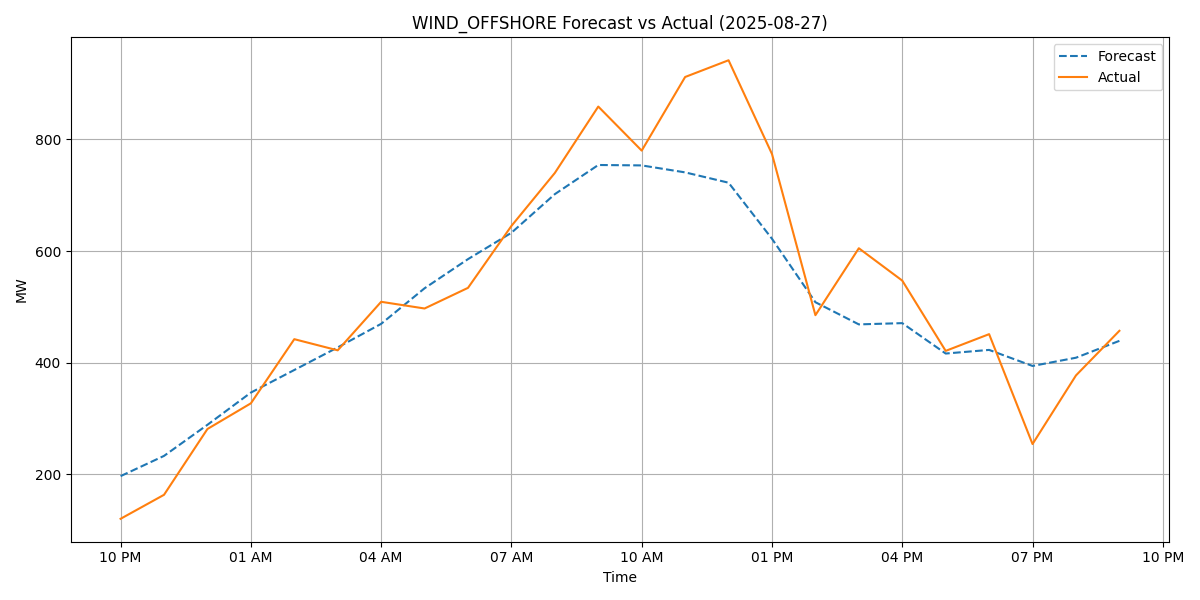 WIND_OFFSHORE Forecast vs Actual (2025-08-27)
Forecast
Actual
MW
800
600
400
200
10 PM 01 AM 04 AM 07 AM 10 AM 01 PM 04 PM 07 PM 10 PM
Time